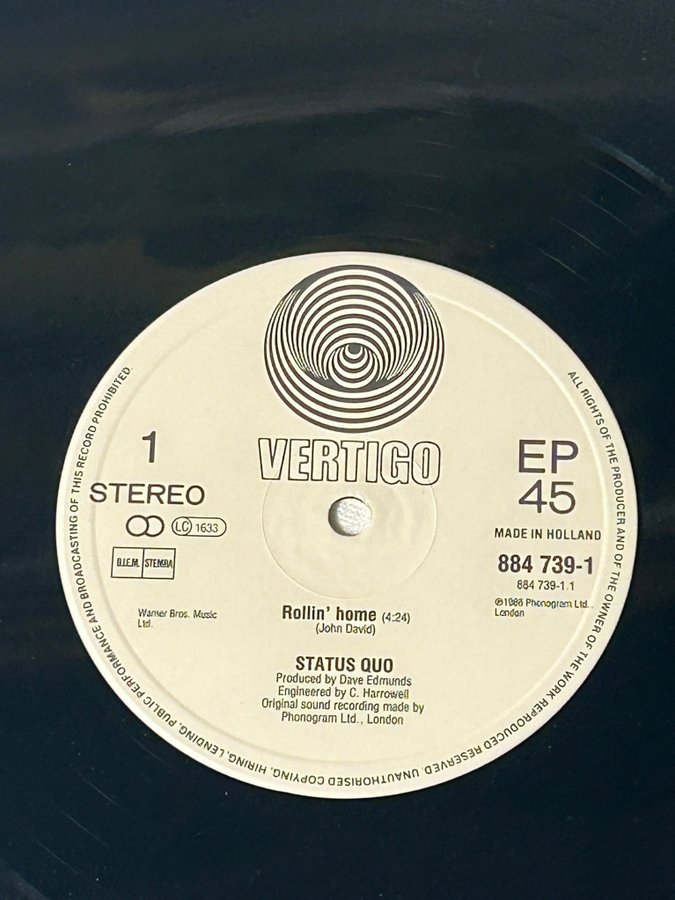 VERTIGO
1
STEREO
LC 1633
B.I.E.M. STEMRA
EP
45
MADE IN HOLLAND
884 739-1
884 739-1.1
℗ 1986 Phonogram Ltd.,
London
Warner Bros. Music
Ltd.
Rollin' home (4:24)
(John David)
STATUS QUO
Produced by Dave Edmunds
Engineered by C. Harrowell
Original sound recording made by
Phonogram Ltd., London
ALL RIGHTS OF THE PRODUCER AND OF THE OWNER OF THE WORK REPRODUCED RESERVED. UNAUTHORISED COPYING, HIRING, LENDING, PUBLIC PERFORMANCE AND BROADCASTING OF THIS RECORD PROHIBITED.